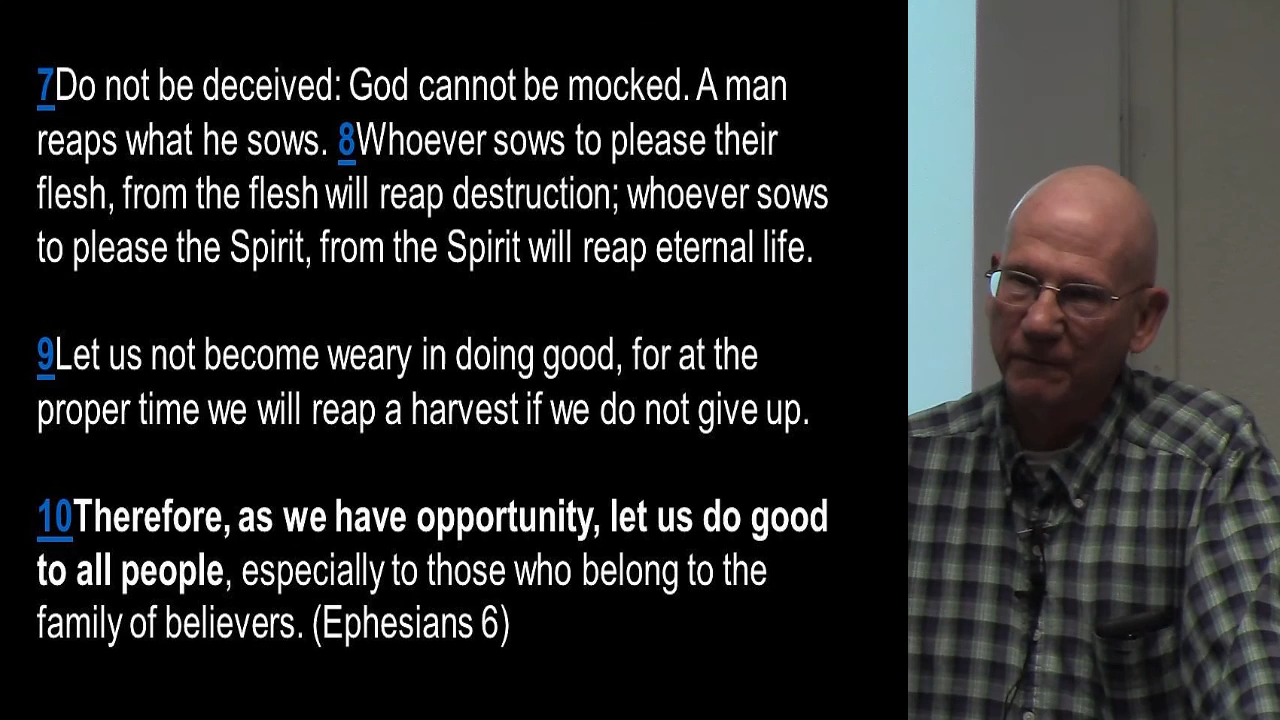 7Do not be deceived: God cannot be mocked. A man
reaps what he sows. 8Whoever sows to please their
flesh, from the flesh will reap destruction; whoever sows
to please the Spirit, from the Spirit will reap eternal life.
9Let us not become weary in doing good, for at the
proper time we will reap a harvest if we do not give up.
10Therefore, as we have opportunity, let us do good
to all people, especially to those who belong to the
family of believers. (Ephesians 6)